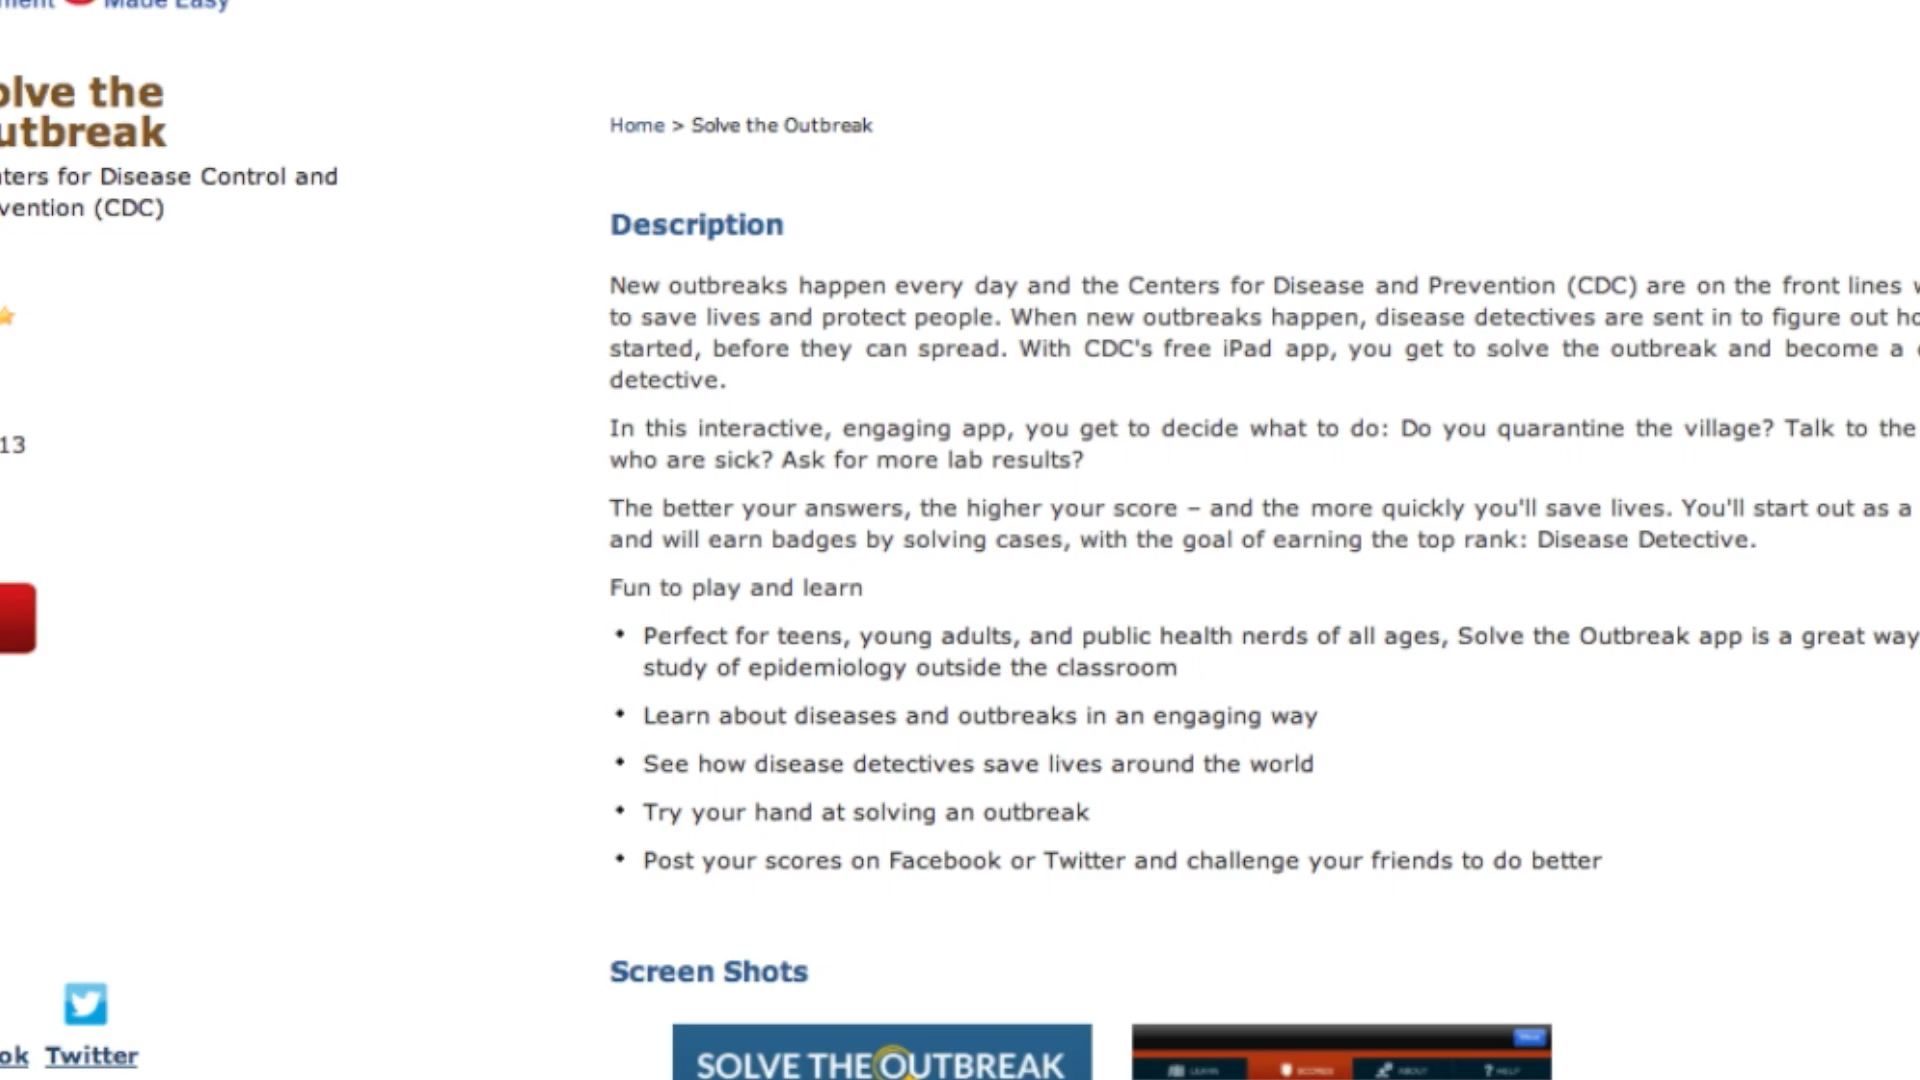 Made Easy
olve the
utbreak
ters for Disease Control and
vention (CDC)
13
ok Twitter
Home > Solve the Outbreak
Description
New outbreaks happen every day and the Centers for Disease and Prevention (CDC) are on the front lines
to save lives and protect people. When new outbreaks happen, disease detectives are sent in to figure out
started, before they can spread. With CDC's free iPad app, you get to solve the outbreak and become a
detective.
In this interactive, engaging app, you get to decide what to do: Do you quarantine the village? Talk to the
who are sick? Ask for more lab results?
The better your answers, the higher your score – and the more quickly you'll save lives. You'll start out as a
and will earn badges by solving cases, with the goal of earning the top rank: Disease Detective.
Fun to play and learn
• Perfect for teens, young adults, and public health nerds of all ages, Solve the Outbreak app is a great way
study of epidemiology outside the classroom
• Learn about diseases and outbreaks in an engaging way
• See how disease detectives save lives around the world
• Try your hand at solving an outbreak
• Post your scores on Facebook or Twitter and challenge your friends to do better
Screen Shots
SOLVE THE OUTBREAK
LEARN SCORES ABOUT ? HELP